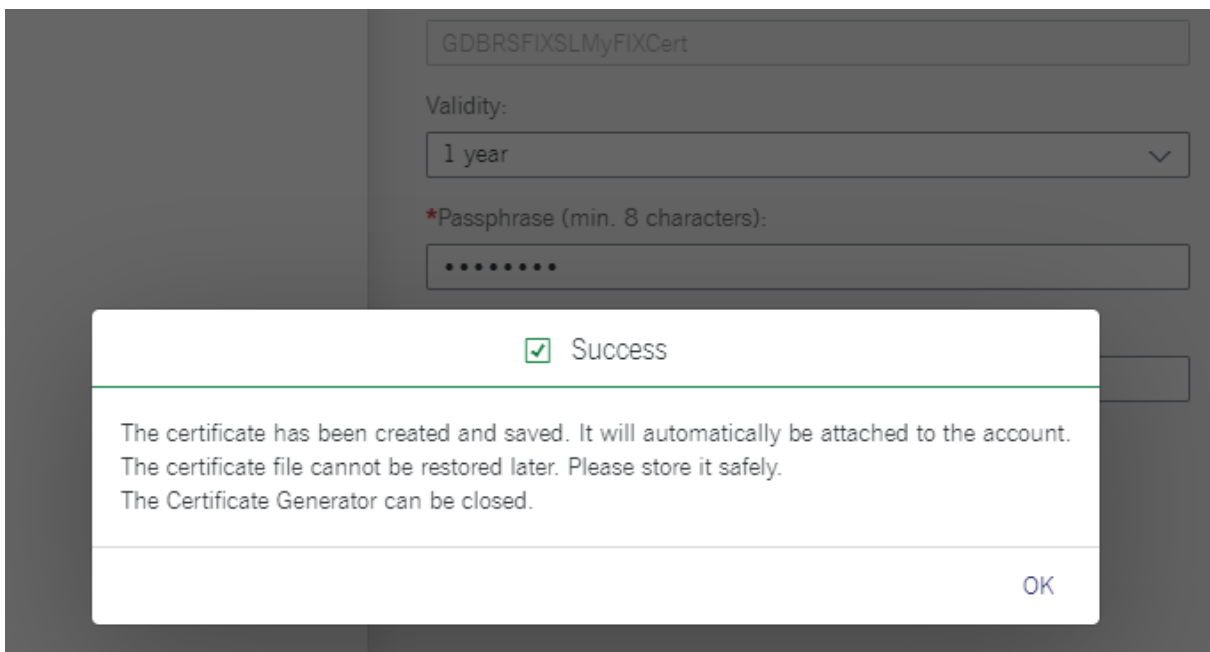 GDBRSFIXSLMyFIXCert
Validity:
1 year
*Passphrase (min. 8 characters):
••••••••
Success
The certificate has been created and saved. It will automatically be attached to the account.
The certificate file cannot be restored later. Please store it safely.
The Certificate Generator can be closed.
OK